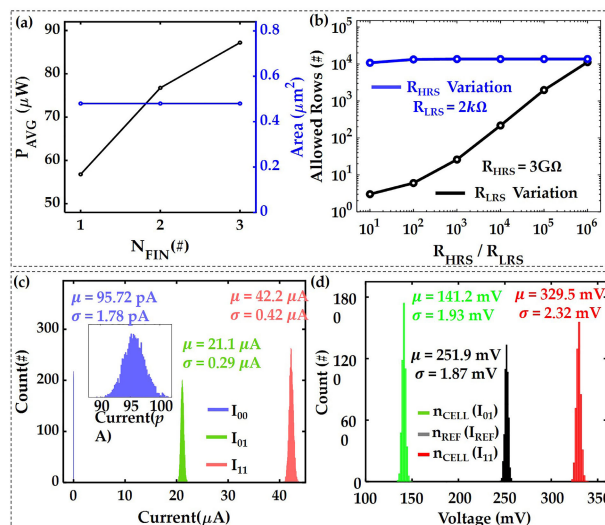 (a)
90
80
70
60
50
P_AVG (μW)
1
2
3
N_FIN(#)
0.8
0.6
0.4
0.2
0
Area (μm²)
(b)
10⁵
10⁴
10³
10²
10¹
10⁰
Allowed Rows (#)
R_HRS Variation
R_LRS = 2kΩ
R_HRS = 3GΩ
R_LRS Variation
10¹ 10² 10³ 10⁴ 10⁵ 10⁶
R_HRS / R_LRS
(c)
μ = 95.72 pA
σ = 1.78 pA
μ = 42.2 μA
σ = 0.42 μA
μ = 21.1 μA
σ = 0.29 μA
300
200
100
0
Count(#)
90 95 100
Current(p
A)
I₀₀
I₀₁
I₁₁
0 20 40
Current(μA)
(d)
180
0
120
0
60
0
0
Count (#)
μ = 141.2 mV
σ = 1.93 mV
μ = 329.5 mV
σ = 2.32 mV
μ = 251.9 mV
σ = 1.87 mV
n_CELL (I₀₁)
n_REF (I_REF)
n_CELL (I₁₁)
100 150 200 250 300 350
Voltage (mV)